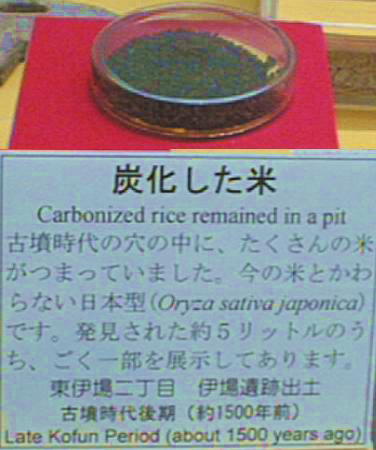 炭化した米
Carbonized rice remained in a pit
古墳時代の穴の中に、たくさんの米
がつまっていました。今の米とかわ
らない日本型(Oryza sativa japonica)
です。発見された約5リットルのう
ち、ごく一部を展示してあります。
東伊場二丁目　伊場遺跡出土
古墳時代後期（約1500年前）
Late Kofun Period (about 1500 years ago)